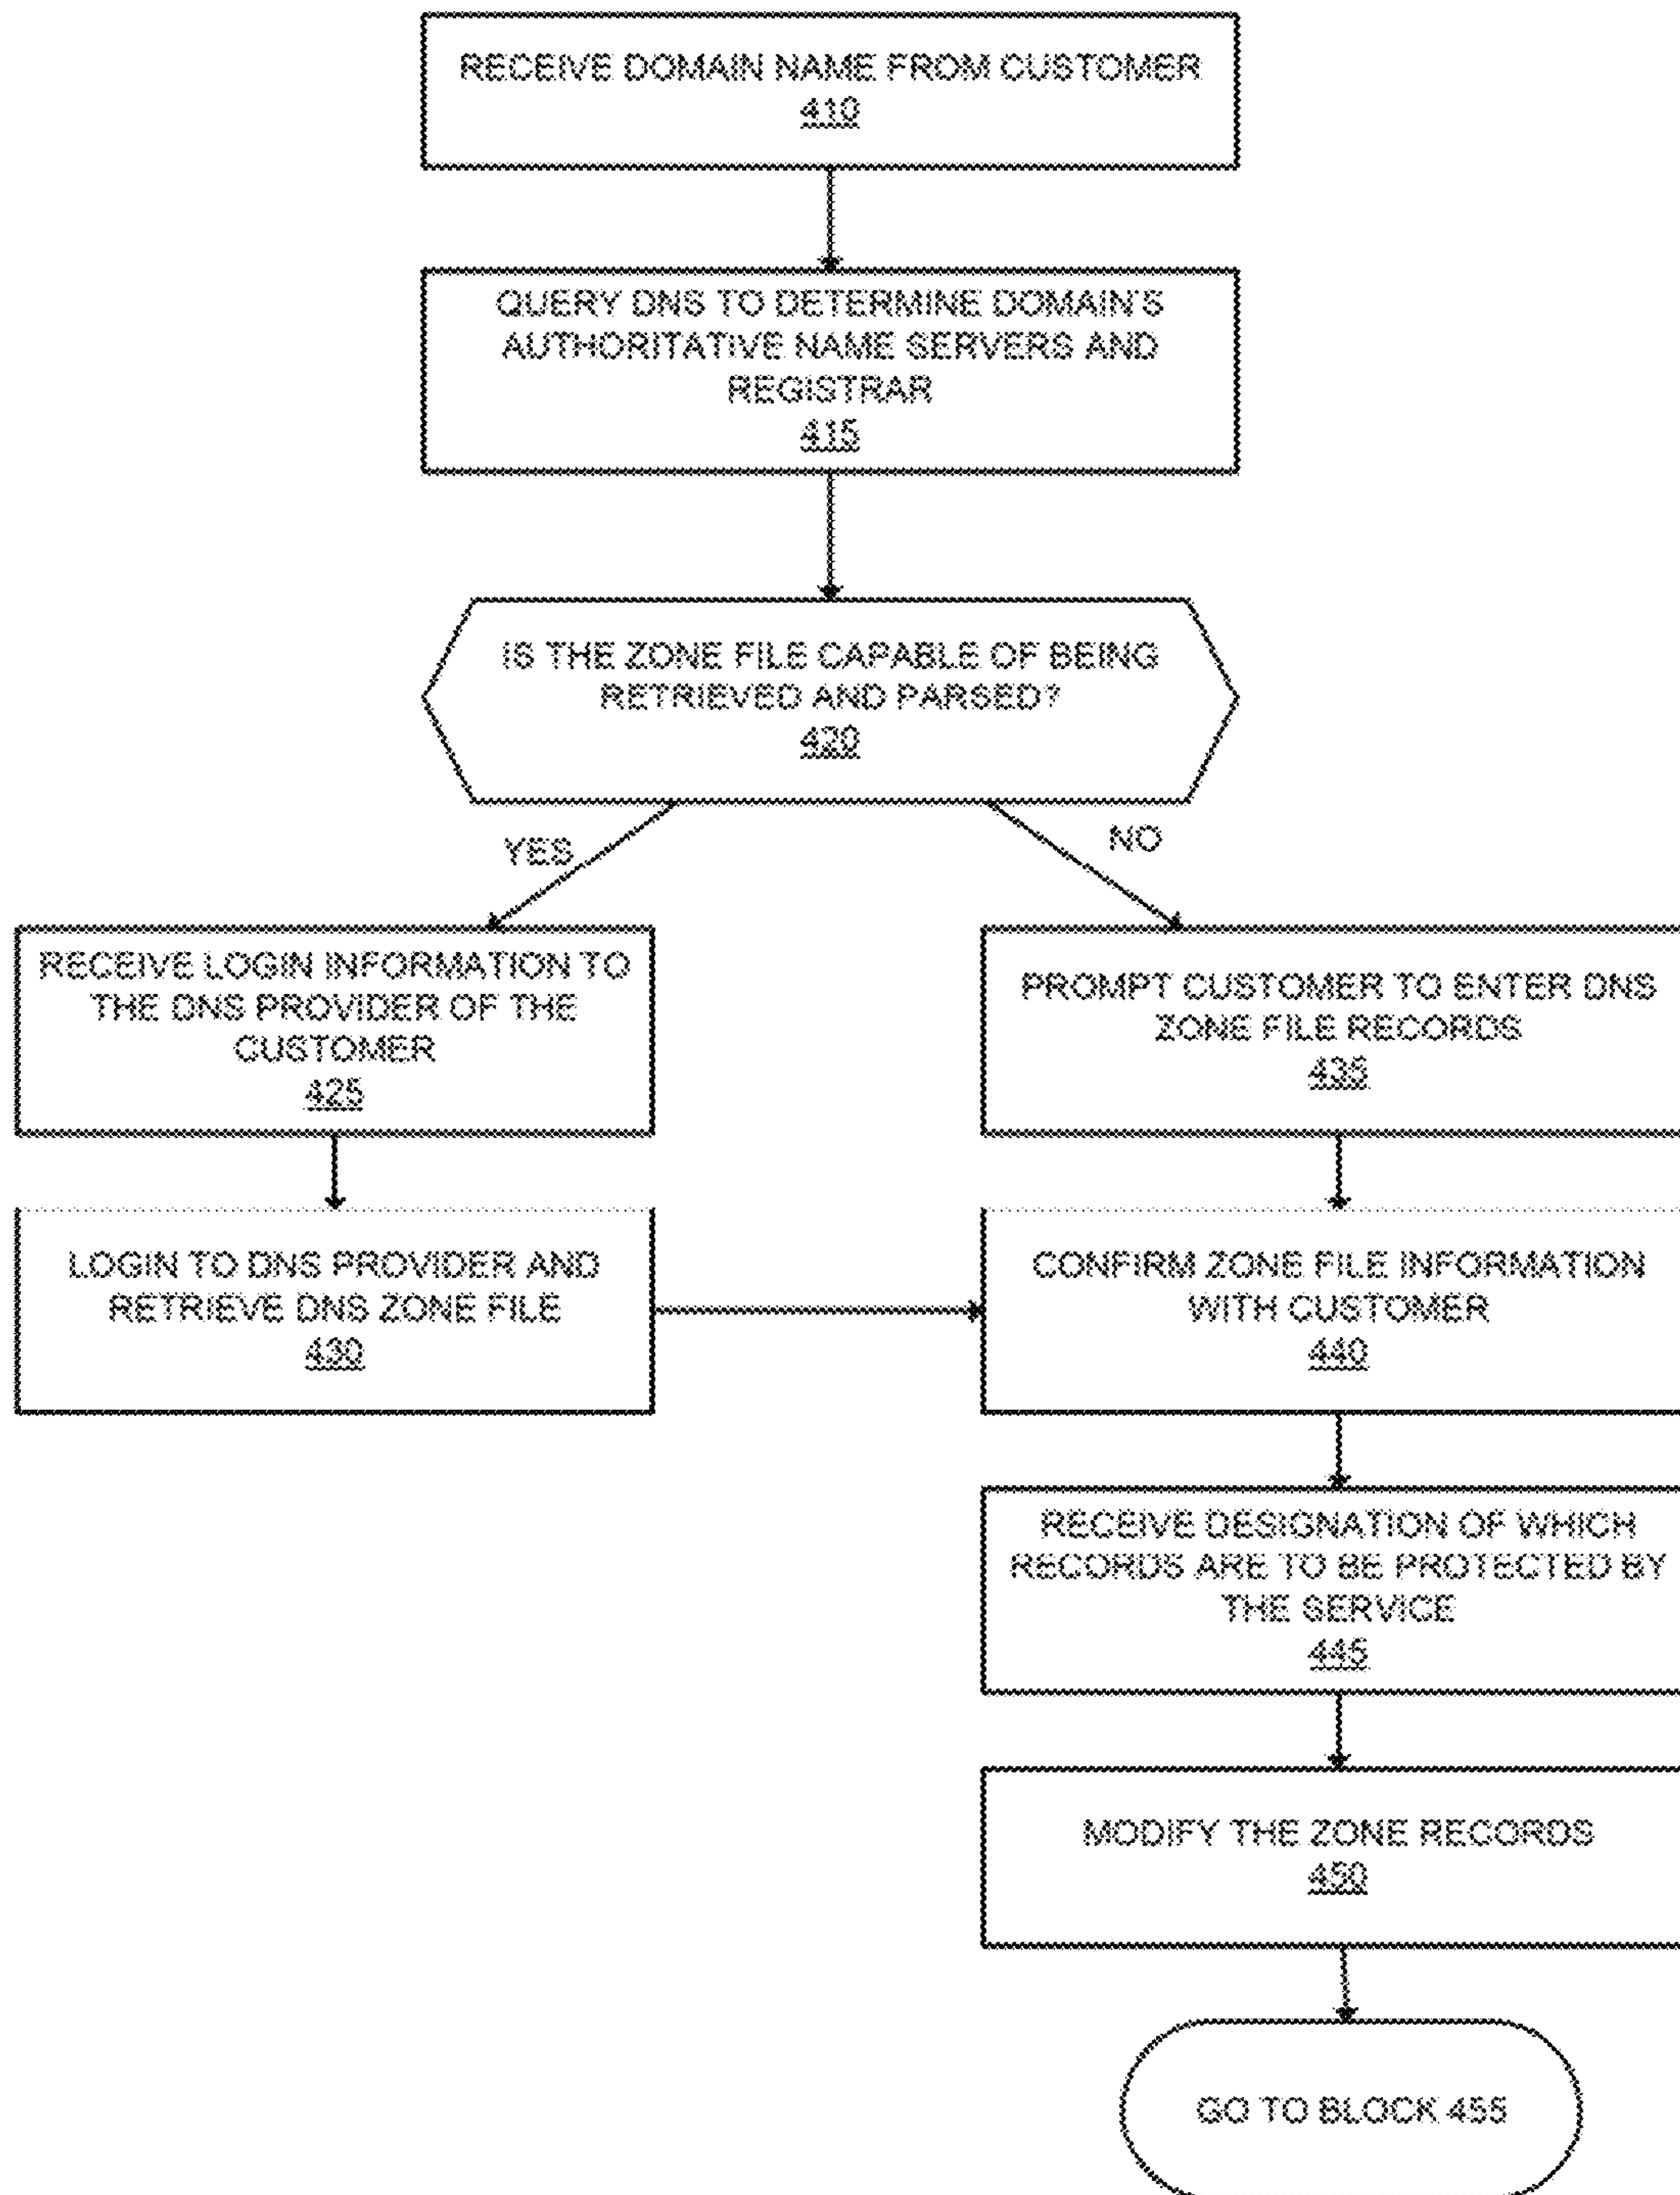 RECEIVE DOMAIN NAME FROM CUSTOMER
410
QUERY DNS TO DETERMINE DOMAIN'S
AUTHORITATIVE NAME SERVERS AND
REGISTRAR
415
IS THE ZONE FILE CAPABLE OF BEING
RETRIEVED AND PARSED?
420
YES
NO
RECEIVE LOGIN INFORMATION TO
THE DNS PROVIDER OF THE
CUSTOMER
425
PROMPT CUSTOMER TO ENTER DNS
ZONE FILE RECORDS
435
LOGIN TO DNS PROVIDER AND
RETRIEVE DNS ZONE FILE
430
CONFIRM ZONE FILE INFORMATION
WITH CUSTOMER
440
RECEIVE DESIGNATION OF WHICH
RECORDS ARE TO BE PROTECTED BY
THE SERVICE
445
MODIFY THE ZONE RECORDS
450
GO TO BLOCK 455